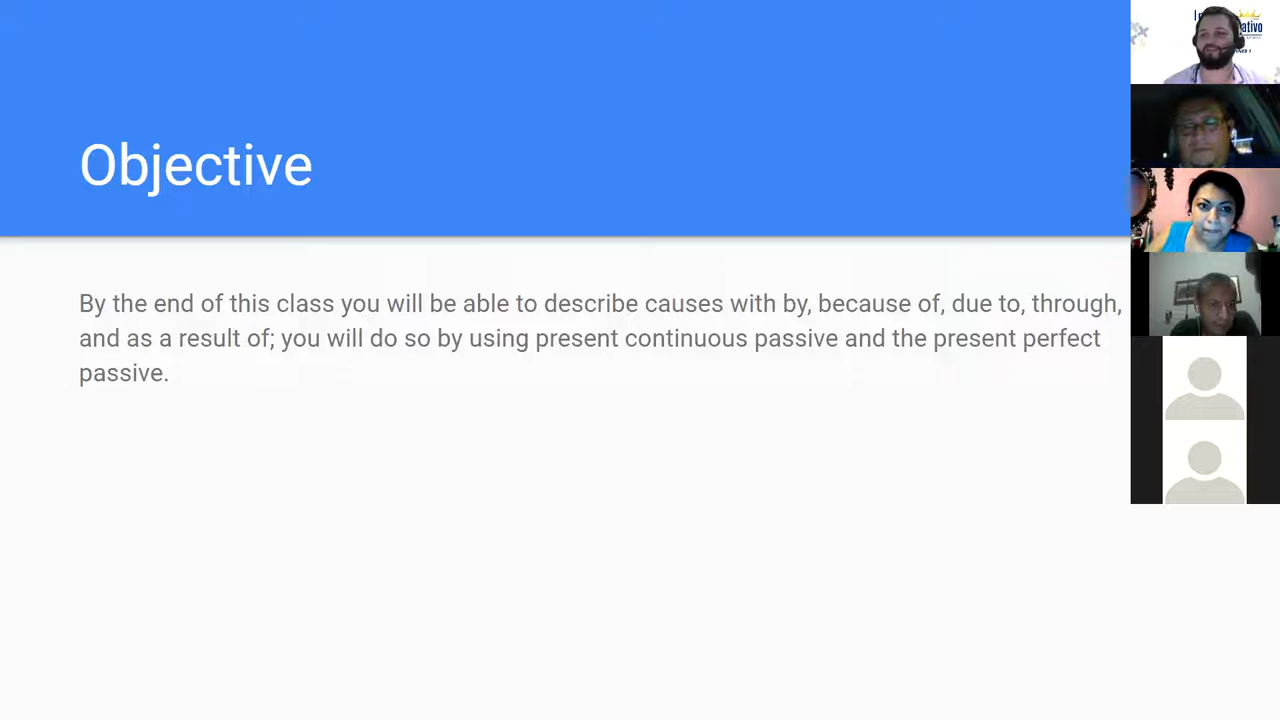 Objective
By the end of this class you will be able to describe causes with by, because of, due to, through,
and as a result of; you will do so by using present continuous passive and the present perfect
passive.